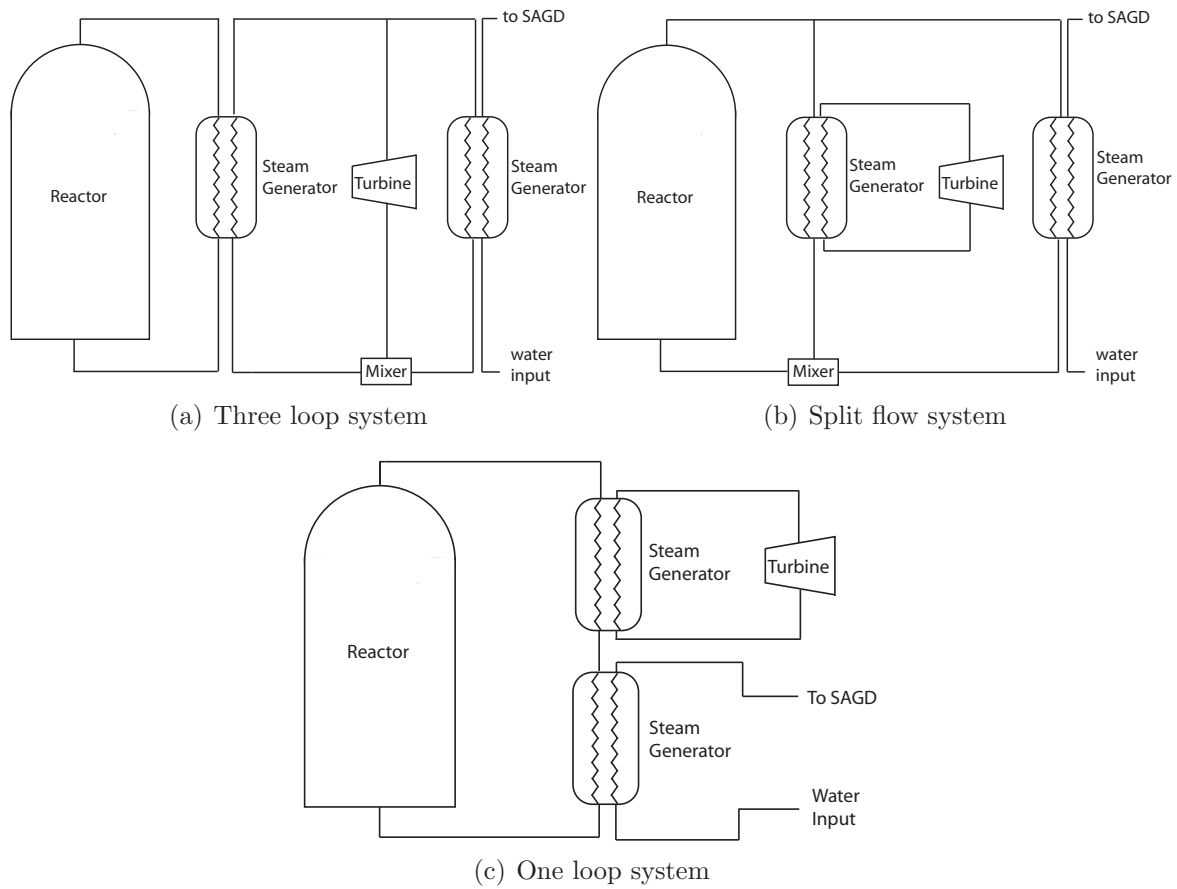 to SAGD
Reactor
Steam
Generator
Turbine
Steam
Generator
Mixer
water
input
(a) Three loop system
to SAGD
Reactor
Steam
Generator
Turbine
Steam
Generator
Mixer
water
input
(b) Split flow system
Reactor
Steam
Generator
Turbine
To SAGD
Steam
Generator
Water
Input
(c) One loop system